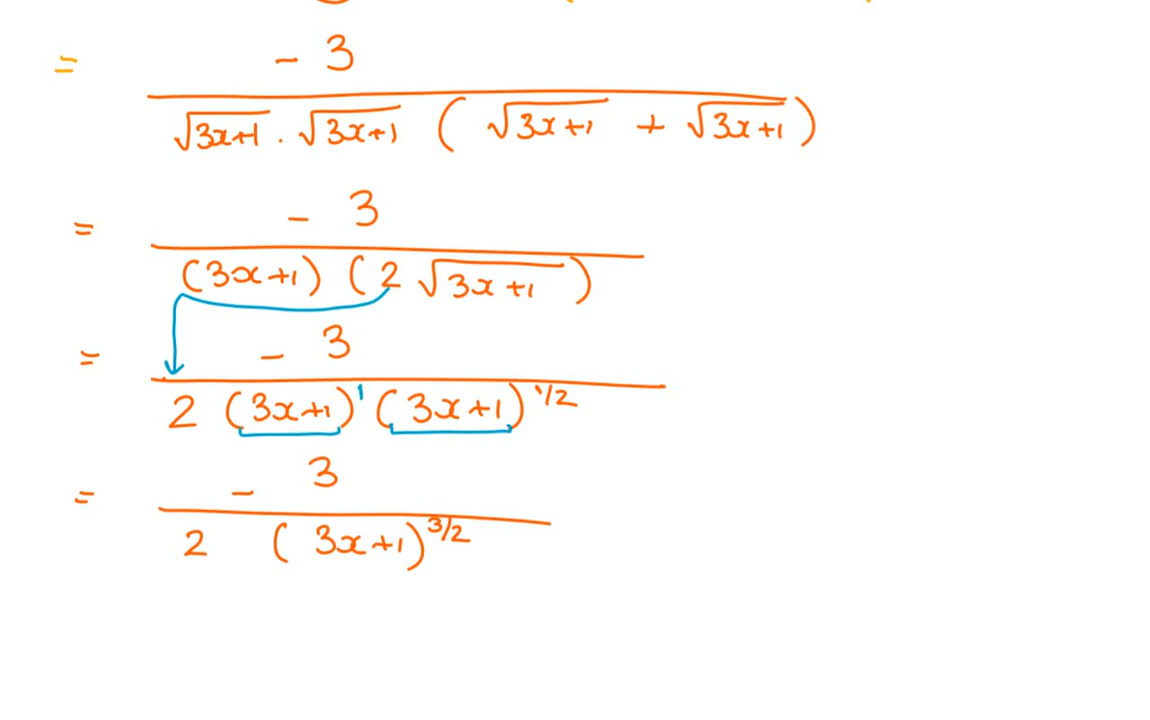 = - 3 / √3x+1 . √3x+1 ( √3x+1 + √3x+1 )
= - 3 / (3x+1) ( 2 √3x+1 )
= - 3 / 2 (3x+1)¹ (3x+1)^1/2
= - 3 / 2 ( 3x+1)^3/2